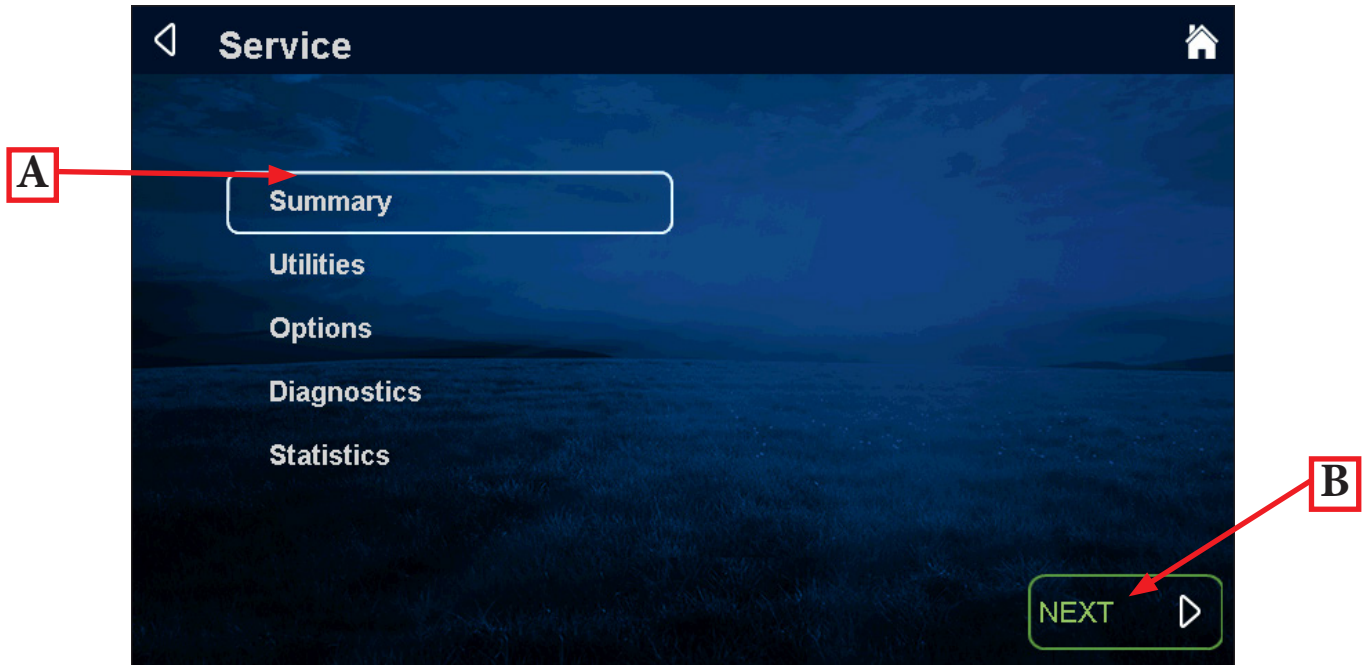 Service
A
Summary
Utilities
Options
Diagnostics
Statistics
B
NEXT